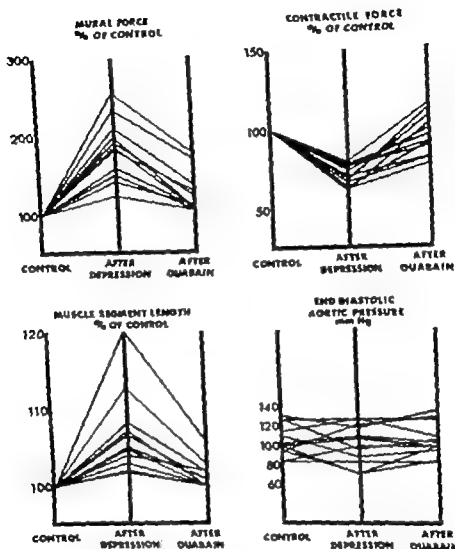 MURAL FORCE
% OF CONTROL
300
200
100
CONTROL
AFTER
DEPRESSION
AFTER
OUABAIN
CONTRACTILE FORCE
% OF CONTROL
150
100
50
CONTROL
AFTER
DEPRESSION
AFTER
OUABAIN
MUSCLE SEGMENT LENGTH
% OF CONTROL
120
110
100
CONTROL
AFTER
DEPRESSION
AFTER
OUABAIN
END DIASTOLIC
AORTIC PRESSURE
mm Hg
140
120
100
80
60
CONTROL
AFTER
DEPRESSION
AFTER
OUABAIN